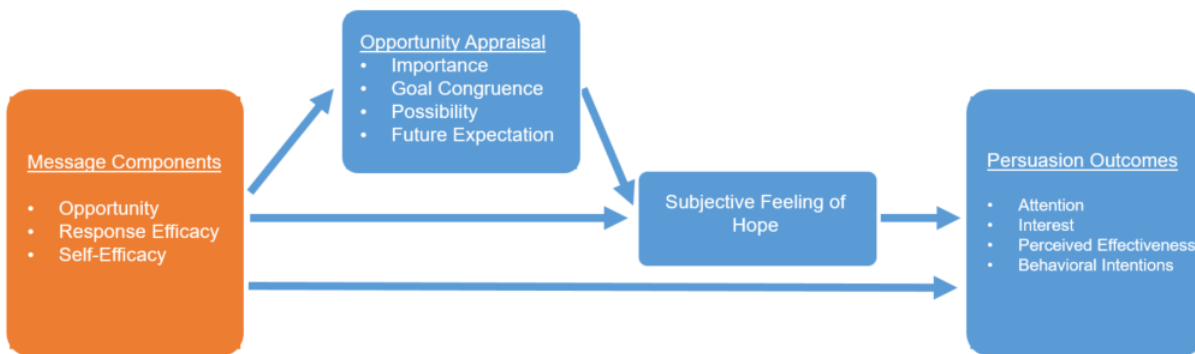 Message Components
• Opportunity
• Response Efficacy
• Self-Efficacy
Opportunity Appraisal
• Importance
• Goal Congruence
• Possibility
• Future Expectation
Subjective Feeling of
Hope
Persuasion Outcomes
• Attention
• Interest
• Perceived Effectiveness
• Behavioral Intentions